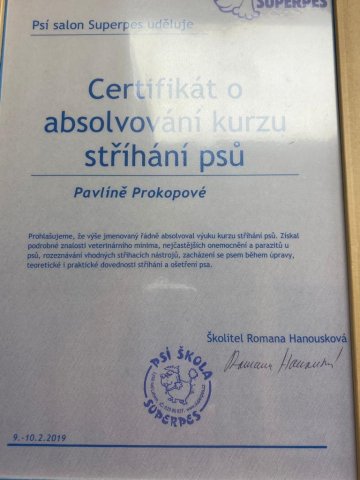 SUPERPES
Psí salon Superpes uděluje
Certifikát o
absolvování kurzu
stříhání psů
Pavlíně Prokopové
Prohlašujeme, že výše jmenovaný řádně absolvoval výuku kurzu stříhání psů. Získal
podrobné znalosti veterinárního minima, nejčastějších onemocnění a parazitů u
psů, rozeznávání vhodných stříhacích nástrojů, zacházení se psem během úpravy,
teoretické i praktické dovednosti stříhání a ošetření psa.
Školitel Romana Hanousková
Romana Hanousková
PSÍ ŠKOLA
SUPERPES
9.-10.2.2019